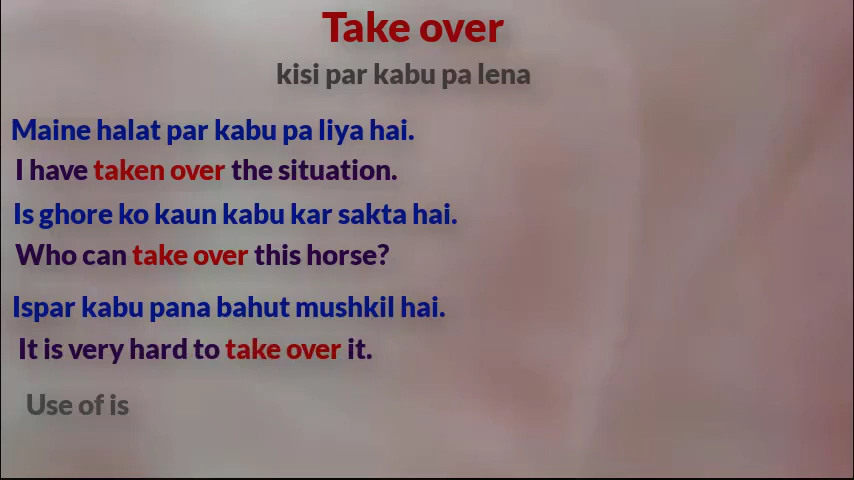 Take over
kisi par kabu pa lena
Maine halat par kabu pa liya hai.
I have taken over the situation.
Is ghore ko kaun kabu kar sakta hai.
Who can take over this horse?
Ispar kabu pana bahut mushkil hai.
It is very hard to take over it.
Use of is